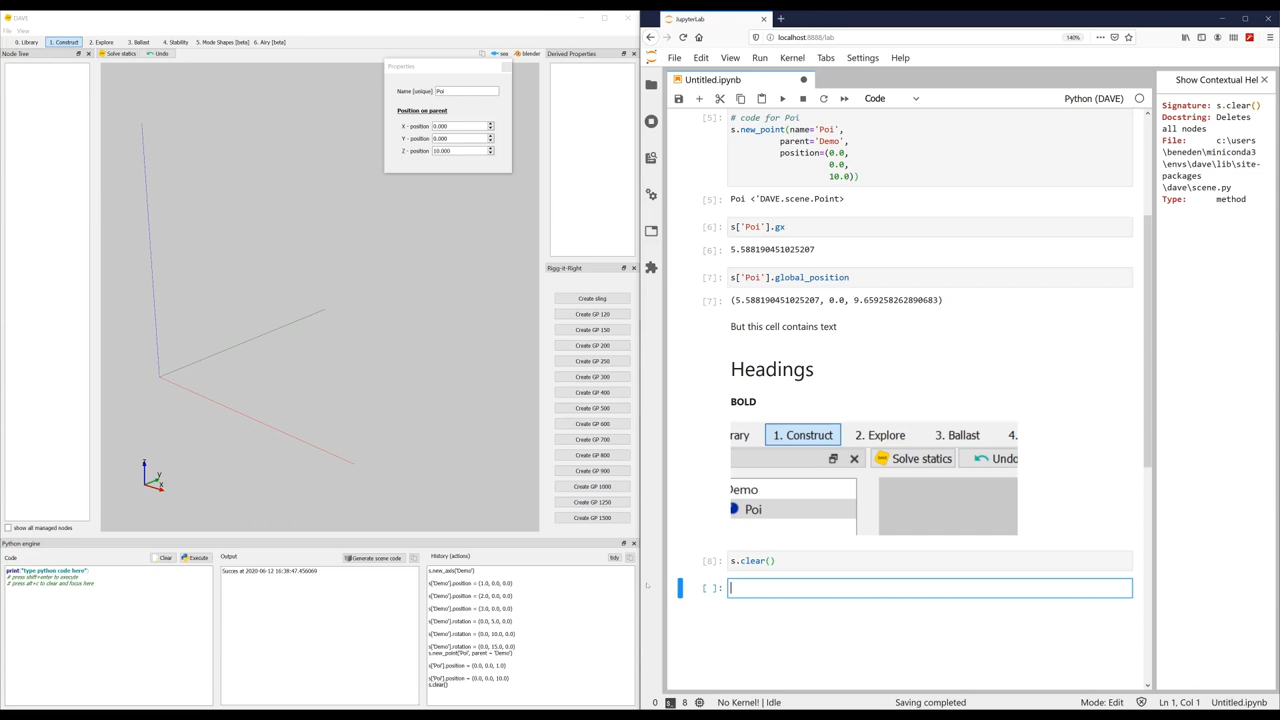 DAVE
File View
0. Library 1. Construct 2. Explore 3. Ballast 4. Stability 5. Mode Shapes [beta] 6. Airy [beta]
Node Tree
Solve statics Undo
sea blender
Derived Properties
Properties
Name [unique] Poi
Position on parent
X - position 0.000
Y - position 0.000
Z - position 10.000
Rigg-it-Right
Create sling
Create GP 120
Create GP 150
Create GP 200
Create GP 250
Create GP 300
Create GP 400
Create GP 500
Create GP 600
Create GP 700
Create GP 800
Create GP 900
Create GP 1000
Create GP 1250
Create GP 1500
z
y
x
show all managed nodes
Python engine
Code Clear Execute
print("type python code here")
# press shift+enter to execute
# press alt+c to clear and focus here
Output Generate scene code
Succes at 2020-06-12 16:38:47.456069
History (actions) tidy
s.new_axis('Demo')
s['Demo'].position = (1.0, 0.0, 0.0)
s['Demo'].position = (2.0, 0.0, 0.0)
s['Demo'].position = (3.0, 0.0, 0.0)
s['Demo'].rotation = (0.0, 5.0, 0.0)
s['Demo'].rotation = (0.0, 10.0, 0.0)
s['Demo'].rotation = (0.0, 15.0, 0.0)
s.new_point('Poi', parent = 'Demo')
s['Poi'].position = (0.0, 0.0, 1.0)
s['Poi'].position = (0.0, 0.0, 10.0)
s.clear()
JupyterLab
localhost:8888/lab
140%
File Edit View Run Kernel Tabs Settings Help
Untitled.ipynb
Code
Python (DAVE)
[5]: # code for Poi
s.new_point(name='Poi',
parent='Demo',
position=(0.0,
0.0,
10.0))
[5]: Poi <'DAVE.scene.Point>
[6]: s['Poi'].gx
[6]: 5.588190451025207
[7]: s['Poi'].global_position
[7]: (5.588190451025207, 0.0, 9.659258262890683)
But this cell contains text
Headings
BOLD
rary 1. Construct 2. Explore 3. Ballast 4.
Solve statics Undo
Demo
Poi
[8]: s.clear()
[ ]:
Show Contextual Hel
Signature: s.clear()
Docstring: Deletes
all nodes
File: c:\users
\beneden\miniconda3
\envs\dave\lib\site-
packages
\dave\scene.py
Type: method
0 8 No Kernel! | Idle Saving completed Mode: Edit Ln 1, Col 1 Untitled.ipynb